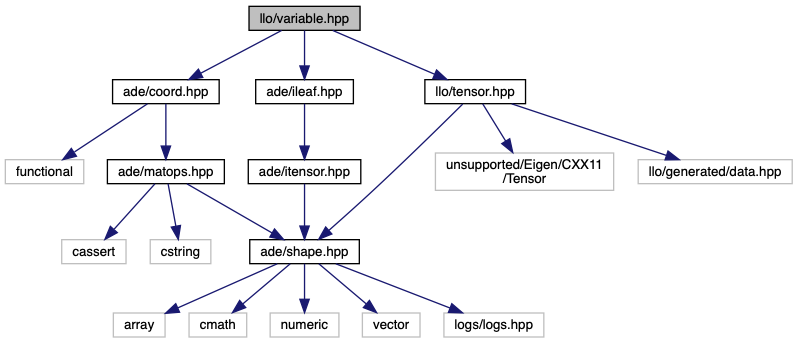 llo/variable.hpp
ade/coord.hpp
ade/ileaf.hpp
llo/tensor.hpp
functional
ade/matops.hpp
ade/itensor.hpp
unsupported/Eigen/CXX11
/Tensor
llo/generated/data.hpp
cassert
cstring
ade/shape.hpp
array
cmath
numeric
vector
logs/logs.hpp